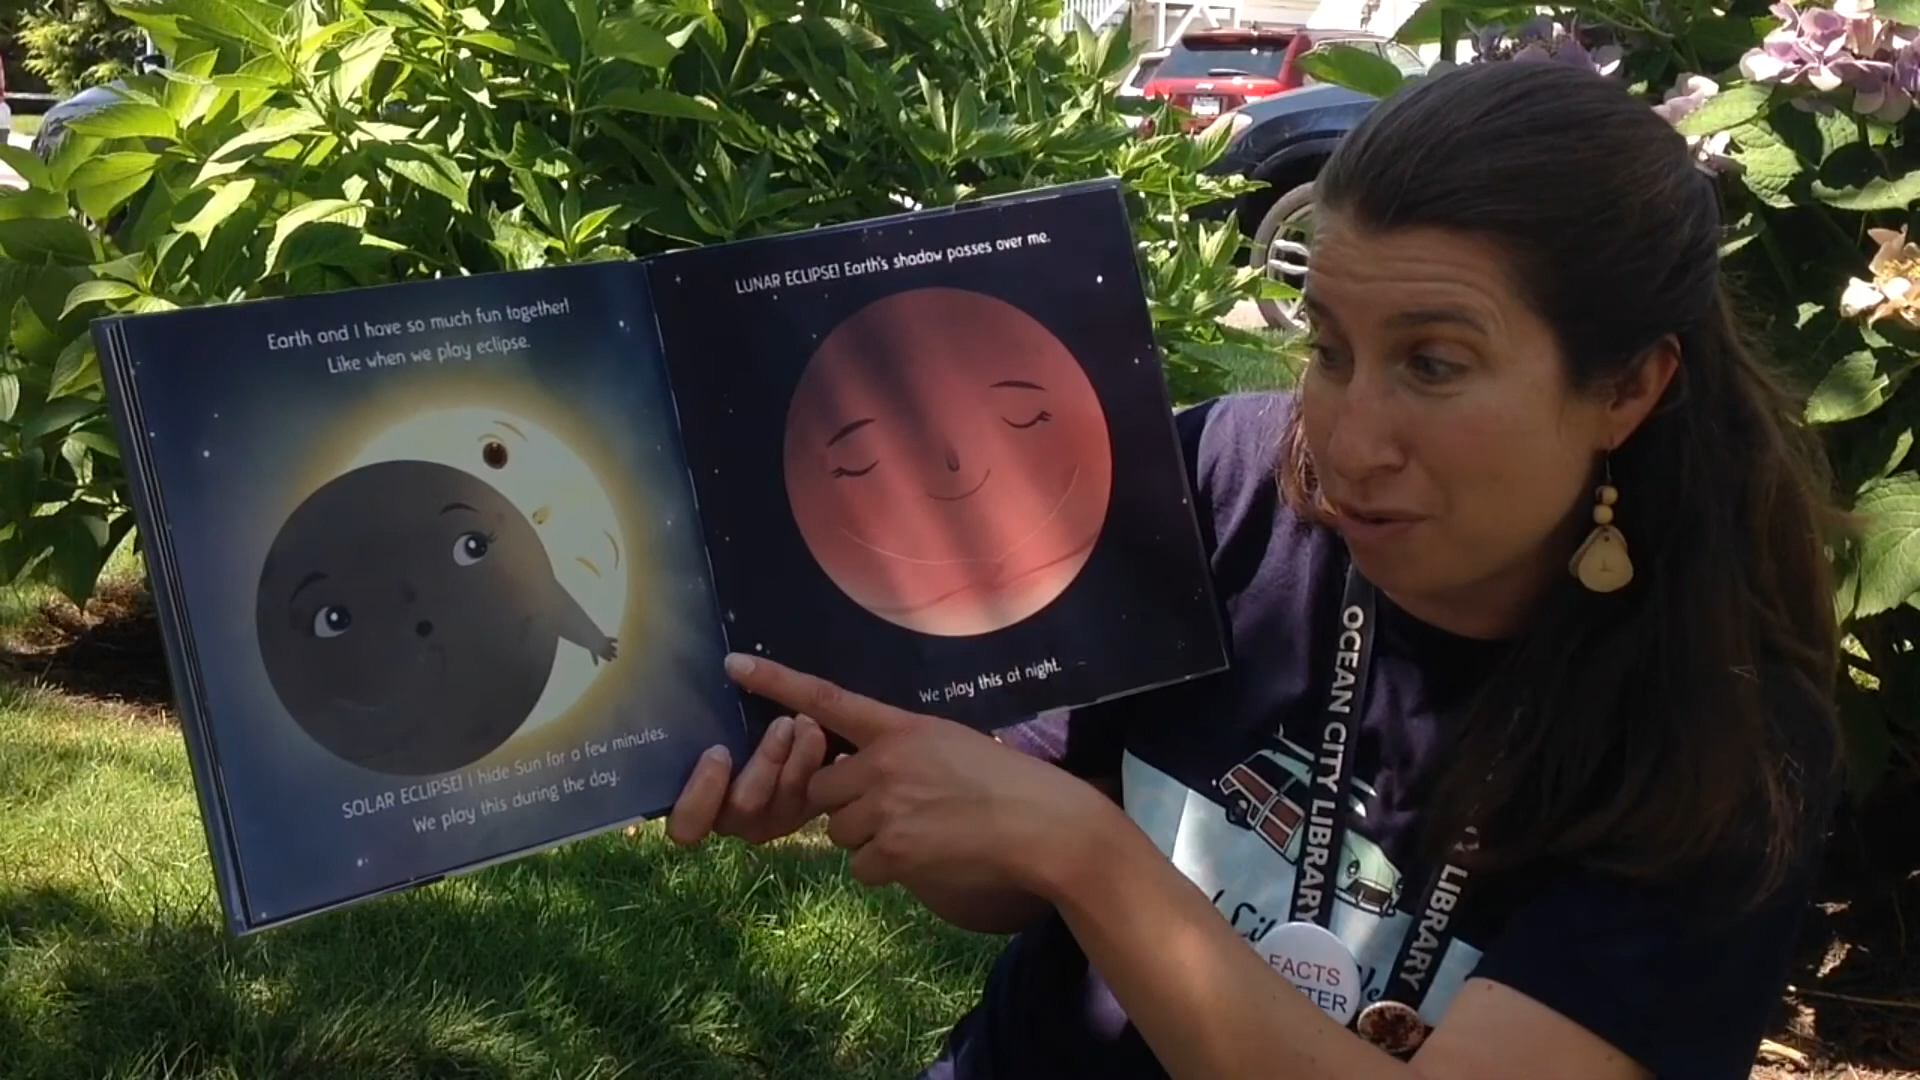 Earth and I have so much fun together!
Like when we play eclipse.
SOLAR ECLIPSE! I hide Sun for a few minutes.
We play this during the day.
LUNAR ECLIPSE! Earth's shadow passes over me.
We play this at night.
OCEAN CITY LIBRARY
LIBRARY
FACTS